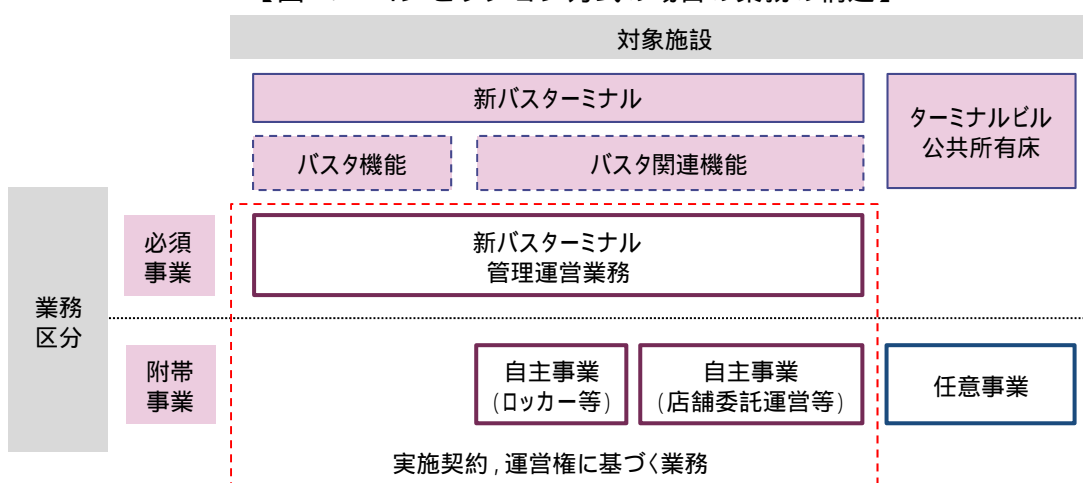 対象施設
新バスターミナル
ターミナルビル
公共所有床
バスタ機能
バスタ関連機能
業務
区分
必須
事業
新バスターミナル
管理運営業務
附帯
事業
自主事業
(ロッカー等)
自主事業
(店舗委託運営等)
任意事業
実施契約,運営権に基づく業務